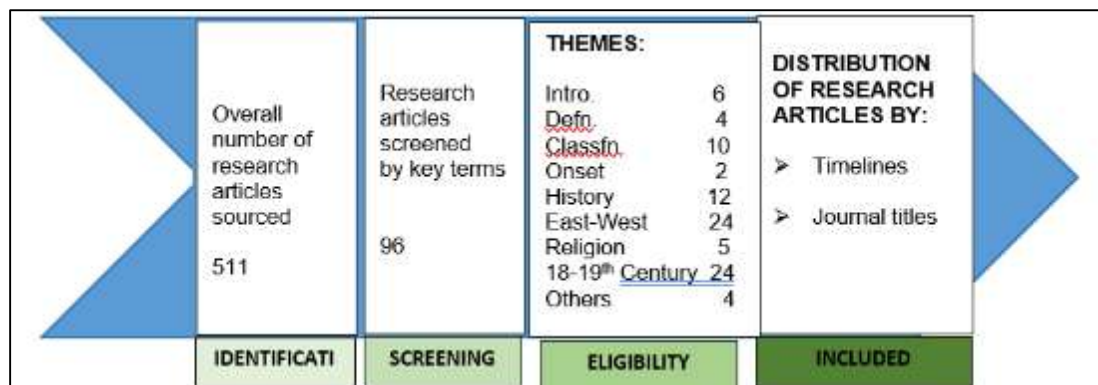 Overall
number of
research
articles
sourced
511
IDENTIFICATI
Research
articles
screened
by key terms
96
SCREENING
THEMES:
Intro. 6
Defn. 4
Classfn. 10
Onset 2
History 12
East-West 24
Religion 5
18-19th Century 24
Others 4
ELIGIBILITY
DISTRIBUTION
OF RESEARCH
ARTICLES BY:
➢ Timelines
➢ Journal titles
INCLUDED